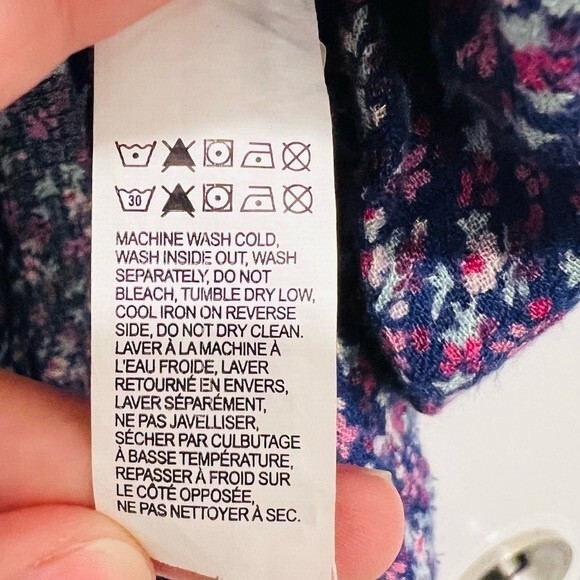 30
MACHINE WASH COLD,
WASH INSIDE OUT, WASH
SEPARATELY, DO NOT
BLEACH, TUMBLE DRY LOW,
COOL IRON ON REVERSE
SIDE, DO NOT DRY CLEAN.
LAVER À LA MACHINE À
L'EAU FROIDE, LAVER
RETOURNÉ EN ENVERS,
LAVER SÉPARÉMENT,
NE PAS JAVELLISER,
SÉCHER PAR CULBUTAGE
À BASSE TEMPÉRATURE,
REPASSER À FROID SUR
LE CÔTÉ OPPOSÉE,
NE PAS NETTOYER À SEC.